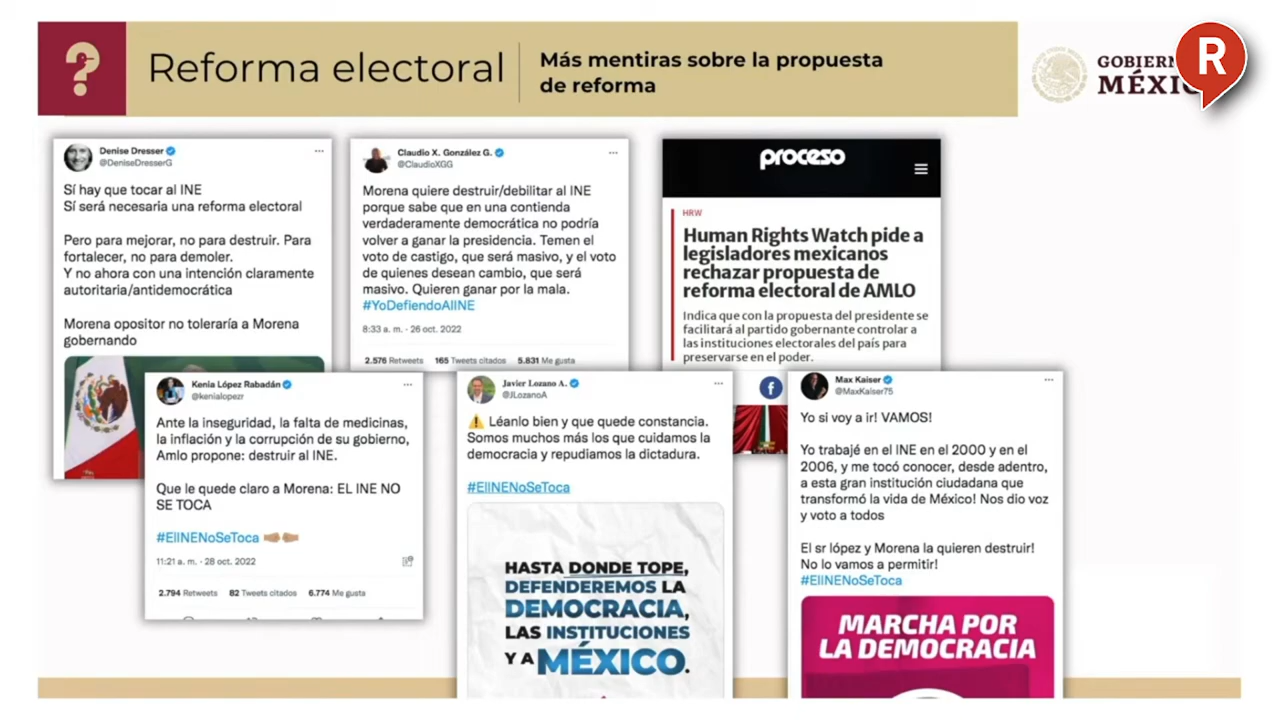 ?
Reforma electoral
Más mentiras sobre la propuesta
de reforma
GOBIERN
MÉXIC
R
Denise Dresser
@DeniseDresserG
Sí hay que tocar al INE
Sí será necesaria una reforma electoral
Pero para mejorar, no para destruir. Para
fortalecer, no para demoler.
Y no ahora con una intención claramente
autoritaria/antidemocrática
Morena opositor no toleraría a Morena
gobernando
Claudio X. González G.
@ClaudioXGG
Morena quiere destruir/debilitar al INE
porque sabe que en una contienda
verdaderamente democrática no podría
volver a ganar la presidencia. Temen el
voto de castigo, que será masivo, y el voto
de quienes desean cambio, que será
masivo. Quieren ganar por la mala.
#YoDefiendoAlINE
8:33 a. m. · 26 oct. 2022
2.576 Retweets 165 Tweets citados 5.831 Me gusta
proceso
HRW
Human Rights Watch pide a
legisladores mexicanos
rechazar propuesta de
reforma electoral de AMLO
Indica que con la propuesta del presidente se
facilitará al partido gobernante controlar a
las instituciones electorales del país para
preservarse en el poder.
Kenia López Rabadán
@kenialopezr
Ante la inseguridad, la falta de medicinas,
la inflación y la corrupción de su gobierno,
Amlo propone: destruir al INE.
Que le quede claro a Morena: EL INE NO
SE TOCA
#ElINENoSeToca
11:21 a. m. · 28 oct. 2022
2.794 Retweets 82 Tweets citados 6.774 Me gusta
Javier Lozano A.
@JLozanoA
Léanlo bien y que quede constancia.
Somos muchos más los que cuidamos la
democracia y repudiamos la dictadura.
#ElINENoSeToca
HASTA DONDE TOPE,
DEFENDEREMOS LA
DEMOCRACIA,
LAS INSTITUCIONES
Y A MÉXICO.
Max Kaiser
@MaxKaiser75
Yo si voy a ir! VAMOS!
Yo trabajé en el INE en el 2000 y en el
2006, y me tocó conocer, desde adentro,
a esta gran institución ciudadana que
transformó la vida de México! Nos dio voz
y voto a todos
El sr lópez y Morena la quieren destruir!
No lo vamos a permitir!
#ElINENoSeToca
MARCHA POR
LA DEMOCRACIA